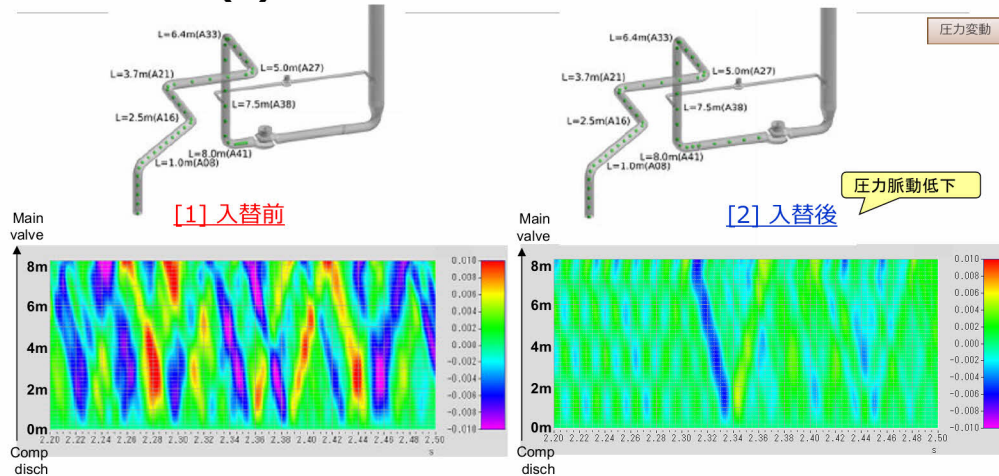 圧力変動
L=6.4m(A33)
L=5.0m(A27)
L=3.7m(A21)
L=7.5m(A38)
L=2.5m(A16)
L=8.0m(A41)
L=1.0m(A08)
L=6.4m(A33)
L=5.0m(A27)
L=3.7m(A21)
L=7.5m(A38)
L=2.5m(A16)
L=8.0m(A41)
L=1.0m(A08)
圧力脈動低下
[1] 入替前
[2] 入替後
Main
valve
8m
6m
4m
2m
0m
Comp
disch
2.20 2.22 2.24 2.26 2.28 2.30 2.32 2.34 2.36 2.38 2.40 2.42 2.44 2.46 2.48 2.50
s
0.010
0.008
0.006
0.004
0.002
0.000
-0.002
-0.004
-0.006
-0.008
-0.010
Main
valve
8m
6m
4m
2m
0m
Comp
disch
2.20 2.22 2.24 2.26 2.28 2.30 2.32 2.34 2.36 2.38 2.40 2.42 2.44 2.46 2.48 2.50
s
0.010
0.008
0.006
0.004
0.002
0.000
-0.002
-0.004
-0.006
-0.008
-0.010